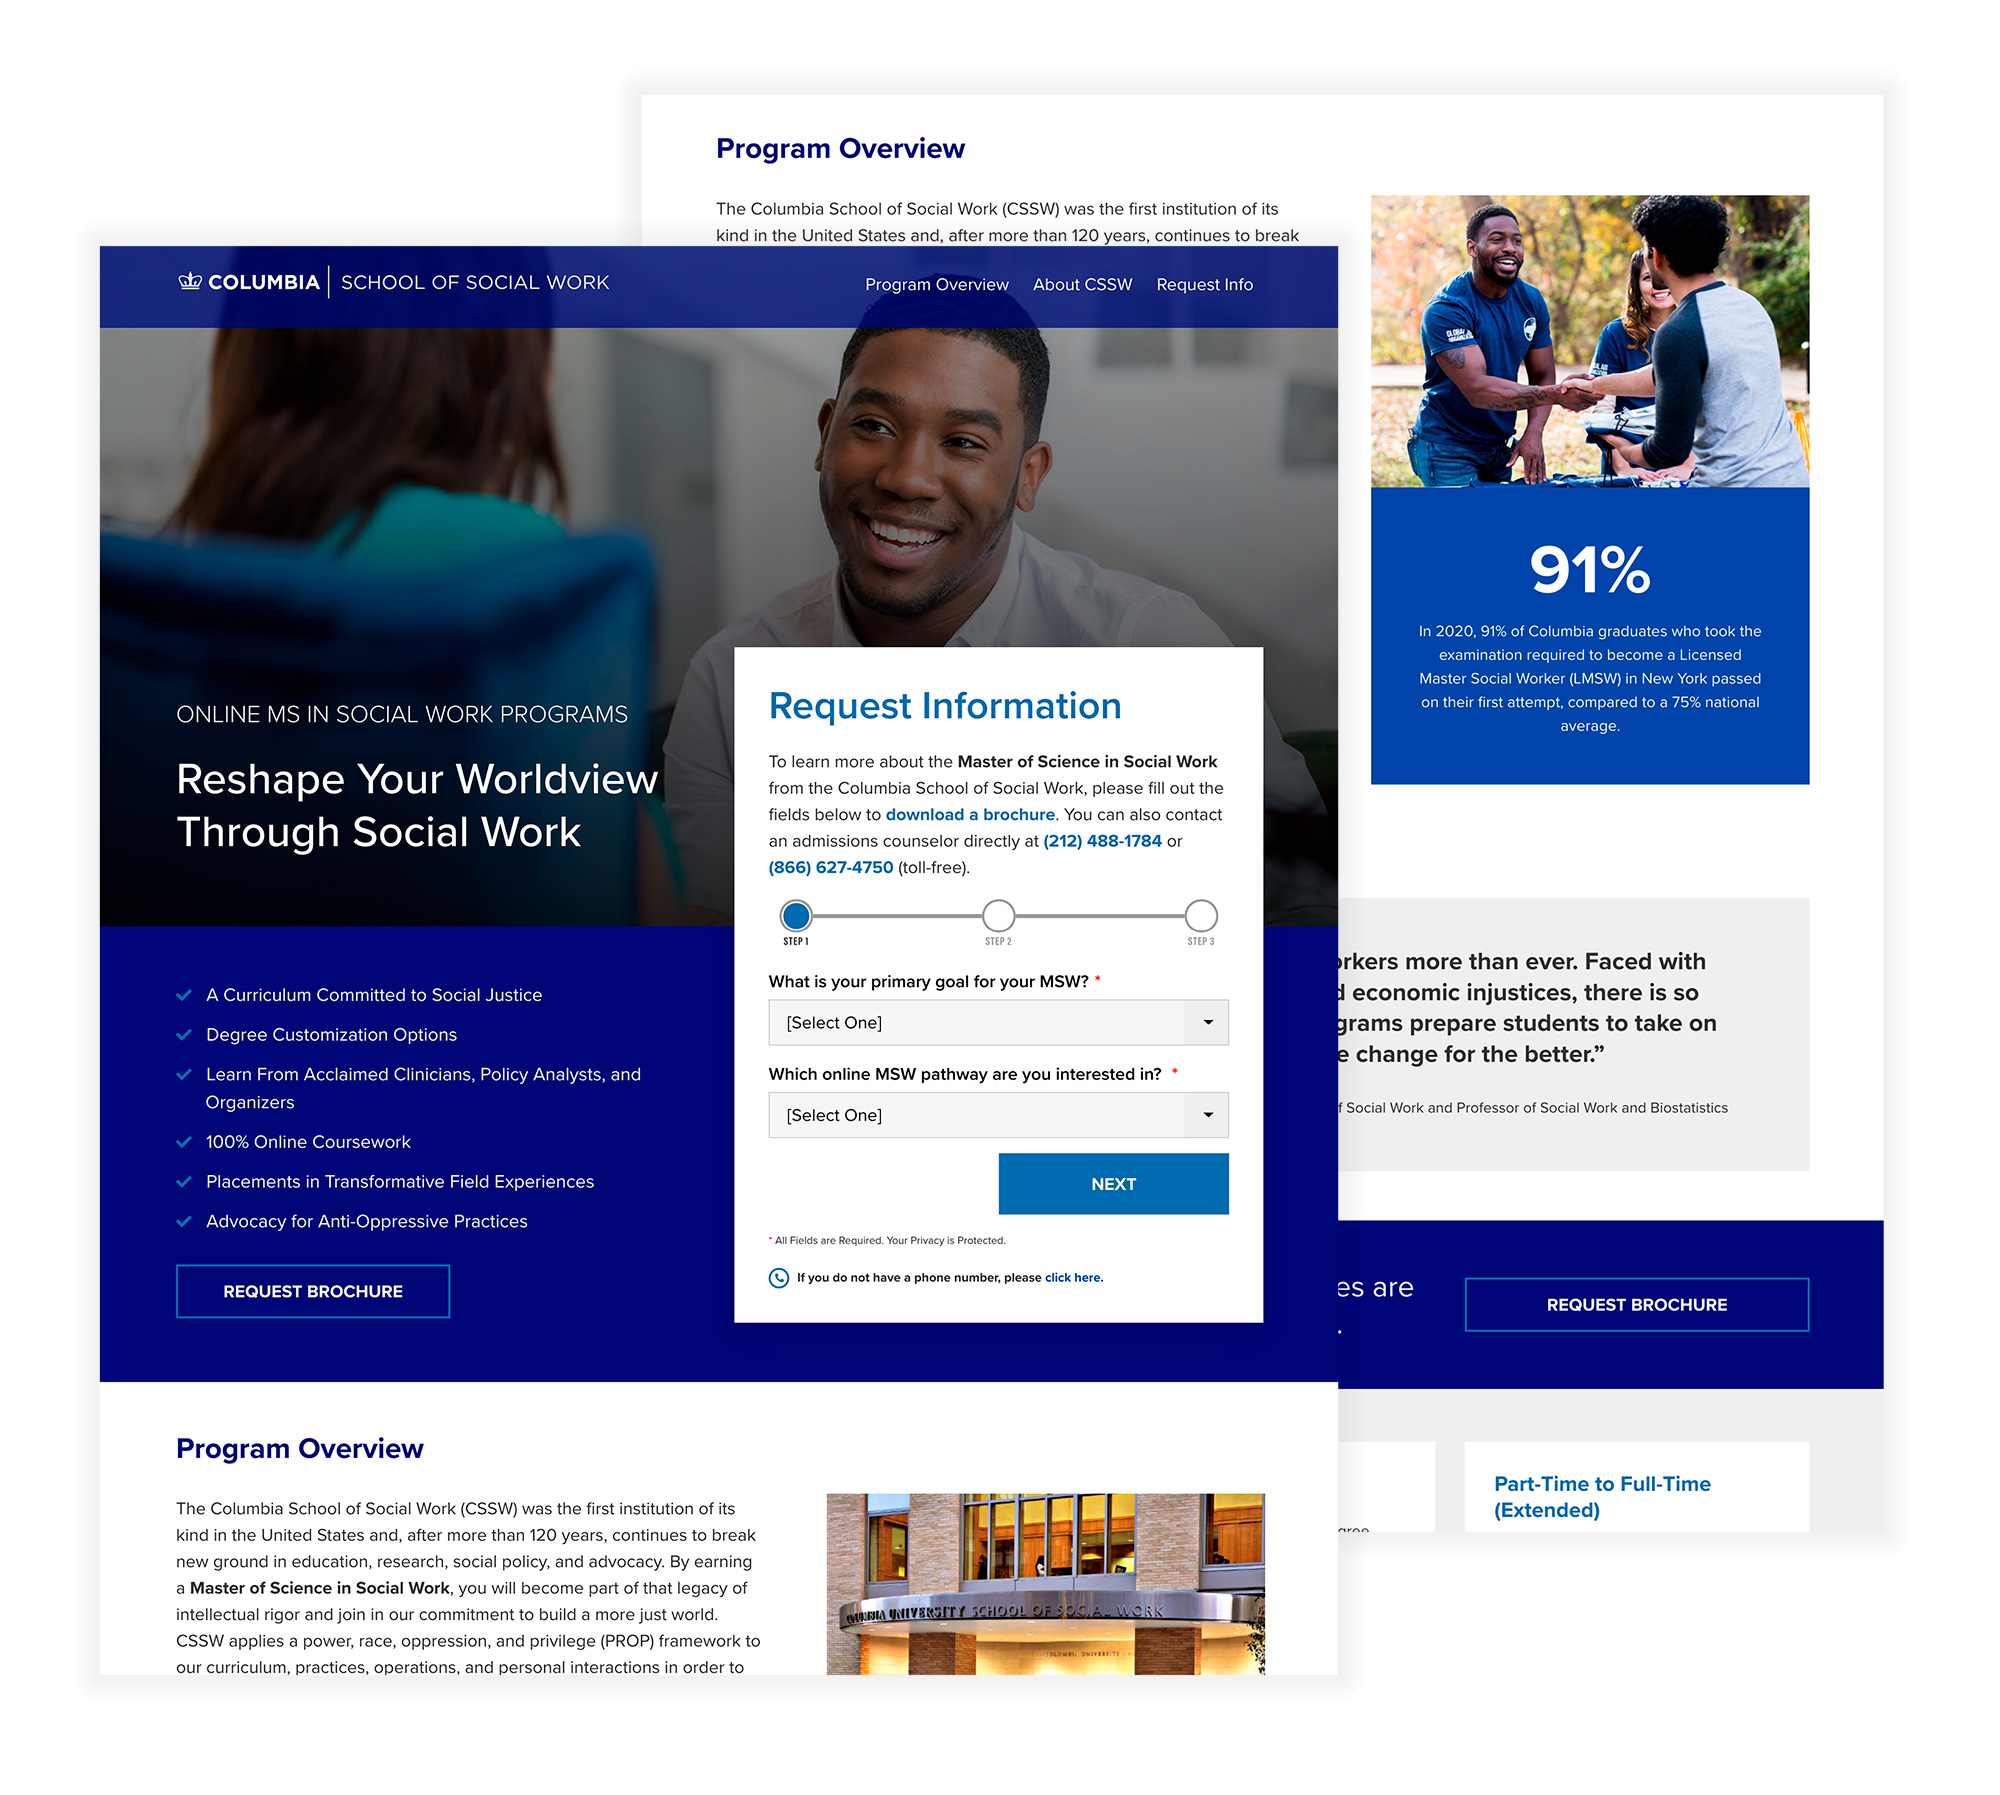 Program Overview
The Columbia School of Social Work (CSSW) was the first institution of its
kind in the United States and, after more than 120 years, continues to break
GLOBAL
91%
In 2020, 91% of Columbia graduates who took the
examination required to become a Licensed
Master Social Worker (LMSW) in New York passed
on their first attempt, compared to a 75% national
average.
COLUMBIA | SCHOOL OF SOCIAL WORK
Program Overview About CSSW Request Info
ONLINE MS IN SOCIAL WORK PROGRAMS
Reshape Your Worldview
Through Social Work
A Curriculum Committed to Social Justice
Degree Customization Options
Learn From Acclaimed Clinicians, Policy Analysts, and
Organizers
100% Online Coursework
Placements in Transformative Field Experiences
Advocacy for Anti-Oppressive Practices
REQUEST BROCHURE
Request Information
To learn more about the Master of Science in Social Work
from the Columbia School of Social Work, please fill out the
fields below to download a brochure. You can also contact
an admissions counselor directly at (212) 488-1784 or
(866) 627-4750 (toll-free).
STEP 1 STEP 2 STEP 3
What is your primary goal for your MSW? *
[Select One]
Which online MSW pathway are you interested in? *
[Select One]
NEXT
* All Fields are Required. Your Privacy is Protected.
If you do not have a phone number, please click here.
Program Overview
The Columbia School of Social Work (CSSW) was the first institution of its
kind in the United States and, after more than 120 years, continues to break
new ground in education, research, social policy, and advocacy. By earning
a Master of Science in Social Work, you will become part of that legacy of
intellectual rigor and join in our commitment to build a more just world.
CSSW applies a power, race, oppression, and privilege (PROP) framework to
our curriculum, practices, operations, and personal interactions in order to
COLUMBIA UNIVERSITY SCHOOL OF SOCIAL WORK
COLUMBIA UNIVERSITY
orkers more than ever. Faced with
d economic injustices, there is so
grams prepare students to take on
e change for the better.”
f Social Work and Professor of Social Work and Biostatistics
es are
.
REQUEST BROCHURE
Part-Time to Full-Time
(Extended)